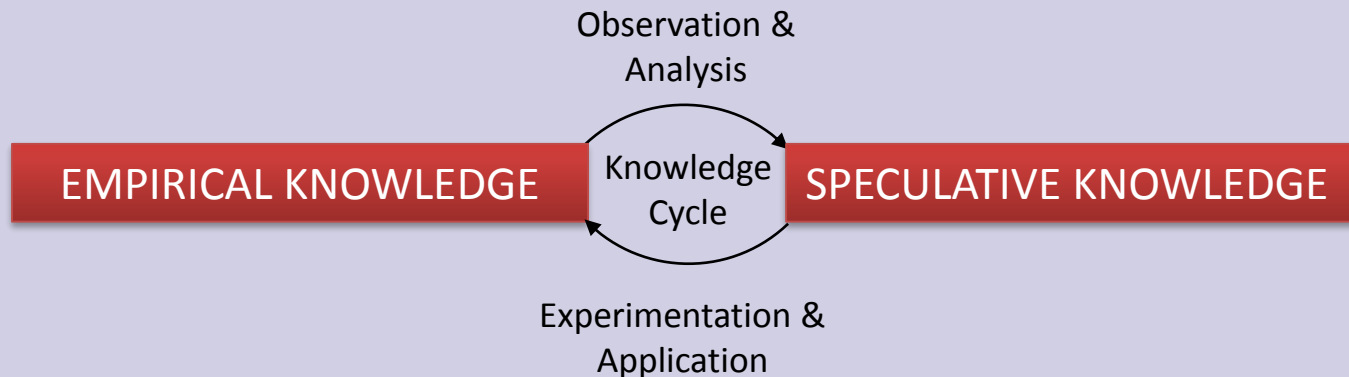 Observation &
Analysis
EMPIRICAL KNOWLEDGE
Knowledge
Cycle
SPECULATIVE KNOWLEDGE
Experimentation &
Application